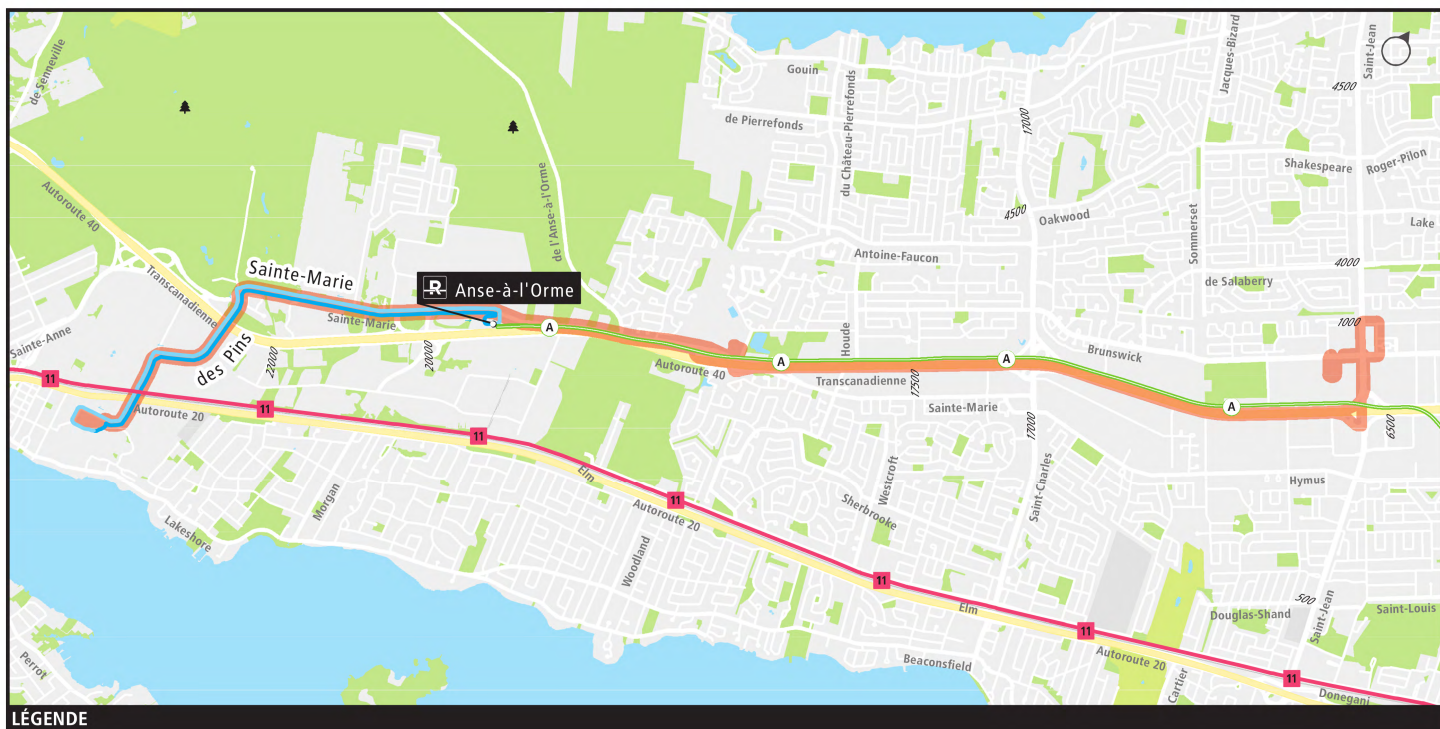 de Senneville
Gouin
Jacques-Bizard
Saint-Jean
4500
de Pierrefonds
du Château-Pierrefonds
17000
Shakespeare
Roger-Pilon
Autoroute 40
de l'Anse-à-l'Orme
4500
Oakwood
Sommerset
Lake
Antoine-Faucon
Transcanadienne
Sainte-Marie
R Anse-à-l'Orme
de Salaberry
4000
Sainte-Marie
A
Houde
1000
Sainte-Anne
des Pins
22000
20000
Autoroute 40
A
A
Brunswick
Transcanadienne
17500
11
Autoroute 20
11
Sainte-Marie
17000
A
6500
11
Elm
Westcroft
Hymus
Morgan
11
Autoroute 20
Sherbrooke
Saint-Charles
Lakeshore
Woodland
11
Elm
500
Douglas-Shand
Saint-Jean
Saint-Louis
11
Perrot
Beaconsfield
Autoroute 20
Cartier
11
Donegani
LÉGENDE